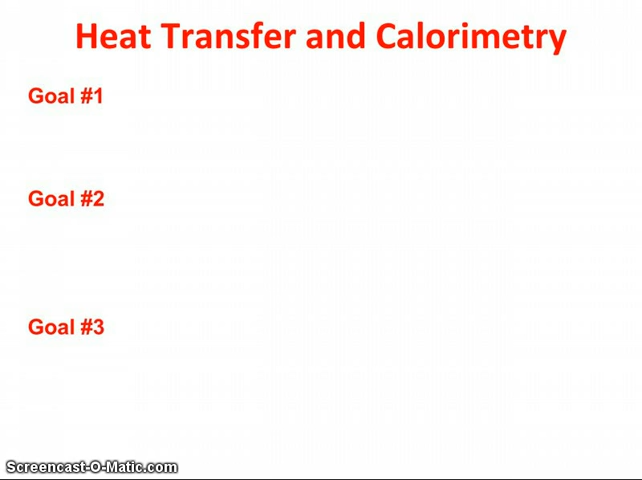 Heat Transfer and Calorimetry
Goal #1
Goal #2
Goal #3
Screencast-O-Matic.com